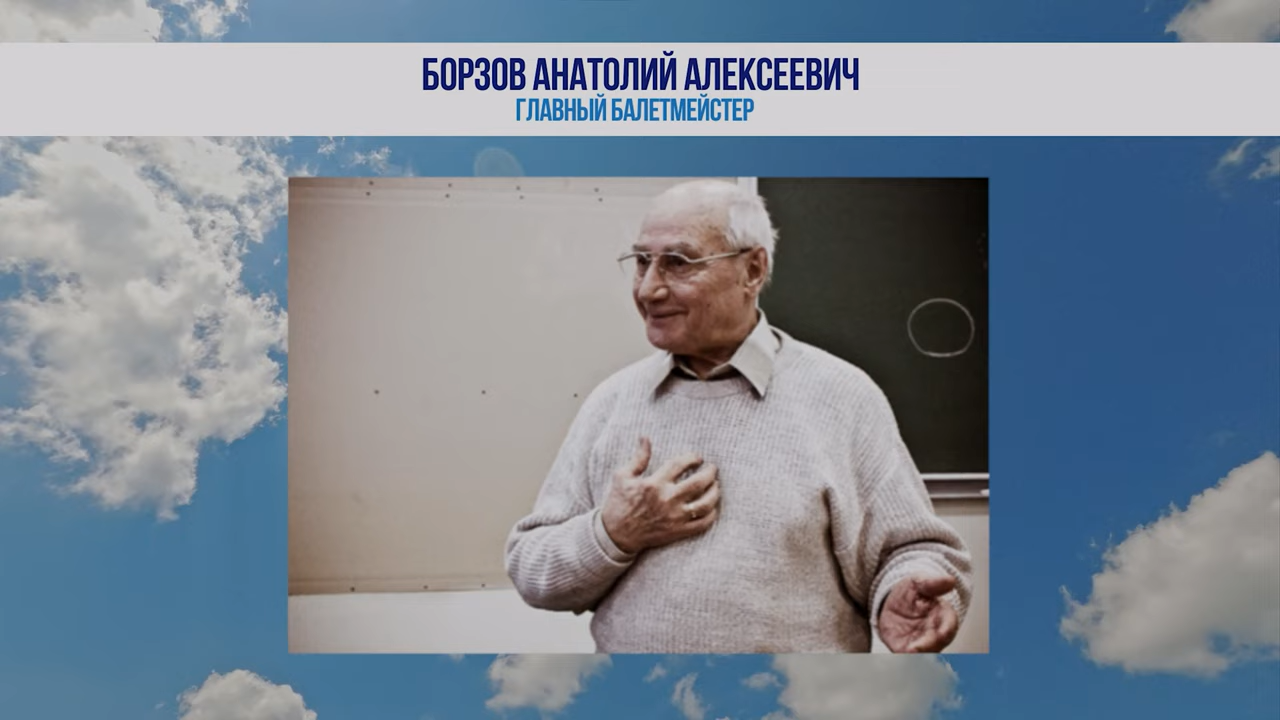 БОРЗОВ АНАТОЛИЙ АЛЕКСЕЕВИЧ
ГЛАВНЫЙ БАЛЕТМЕЙСТЕР